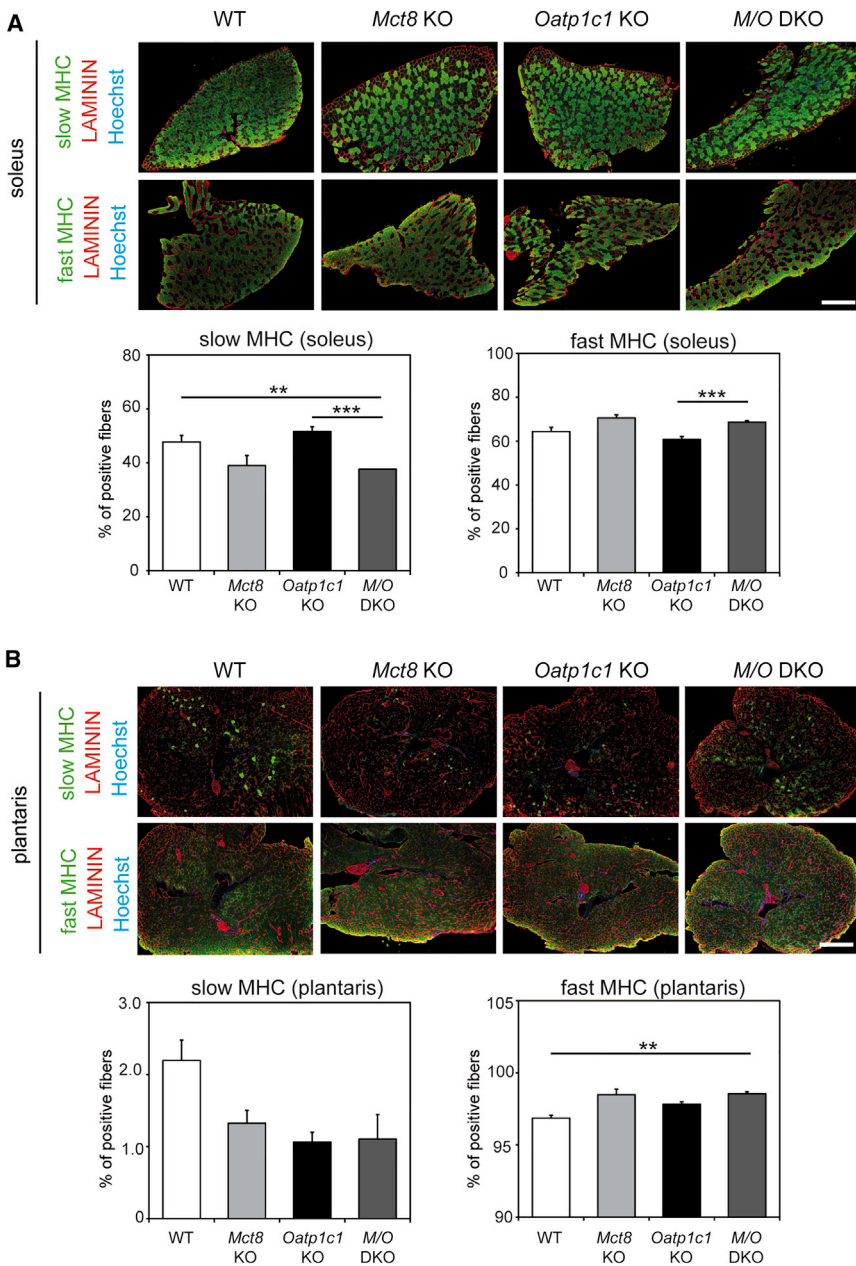 A
WT
Mct8 KO
Oatp1c1 KO
M/O DKO
soleus
slow MHC
LAMININ
Hoechst
fast MHC
LAMININ
Hoechst
slow MHC (soleus)
% of positive fibers
80
60
40
20
0
**
***
WT
Mct8 KO
Oatp1c1 KO
M/O DKO
fast MHC (soleus)
% of positive fibers
100
80
60
40
20
0
***
WT
Mct8 KO
Oatp1c1 KO
M/O DKO
B
WT
Mct8 KO
Oatp1c1 KO
M/O DKO
plantaris
slow MHC
LAMININ
Hoechst
fast MHC
LAMININ
Hoechst
slow MHC (plantaris)
% of positive fibers
3.0
2.0
1.0
0
WT
Mct8 KO
Oatp1c1 KO
M/O DKO
fast MHC (plantaris)
% of positive fibers
105
100
95
90
**
WT
Mct8 KO
Oatp1c1 KO
M/O DKO